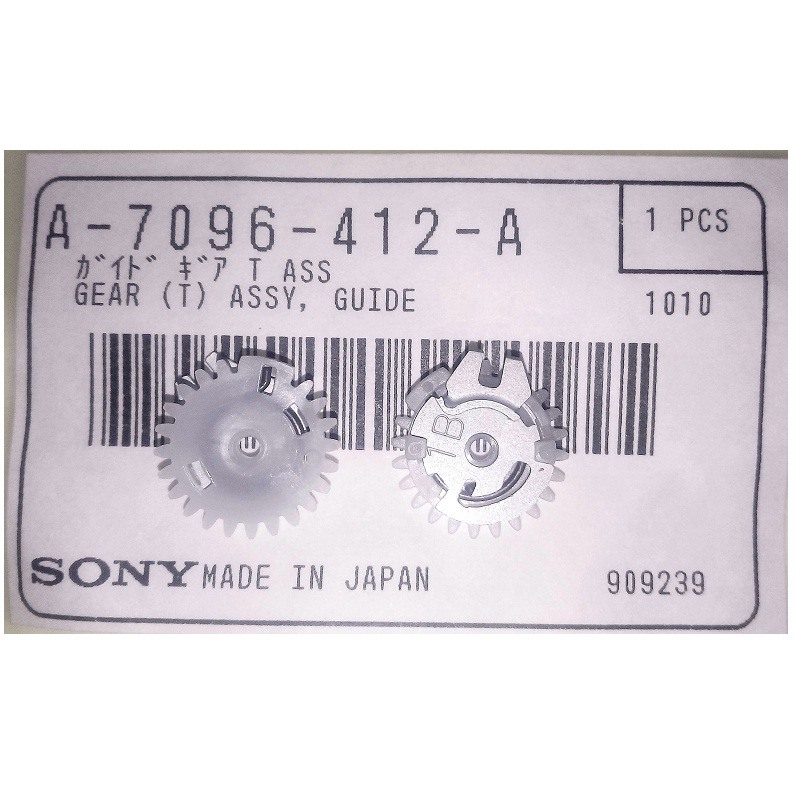 A-7096-412-A
1 PCS
ｶﾞｲﾄﾞ ｷﾞｱ T ASS
GEAR (T) ASSY, GUIDE
1010
1B
SONY MADE IN JAPAN
909239